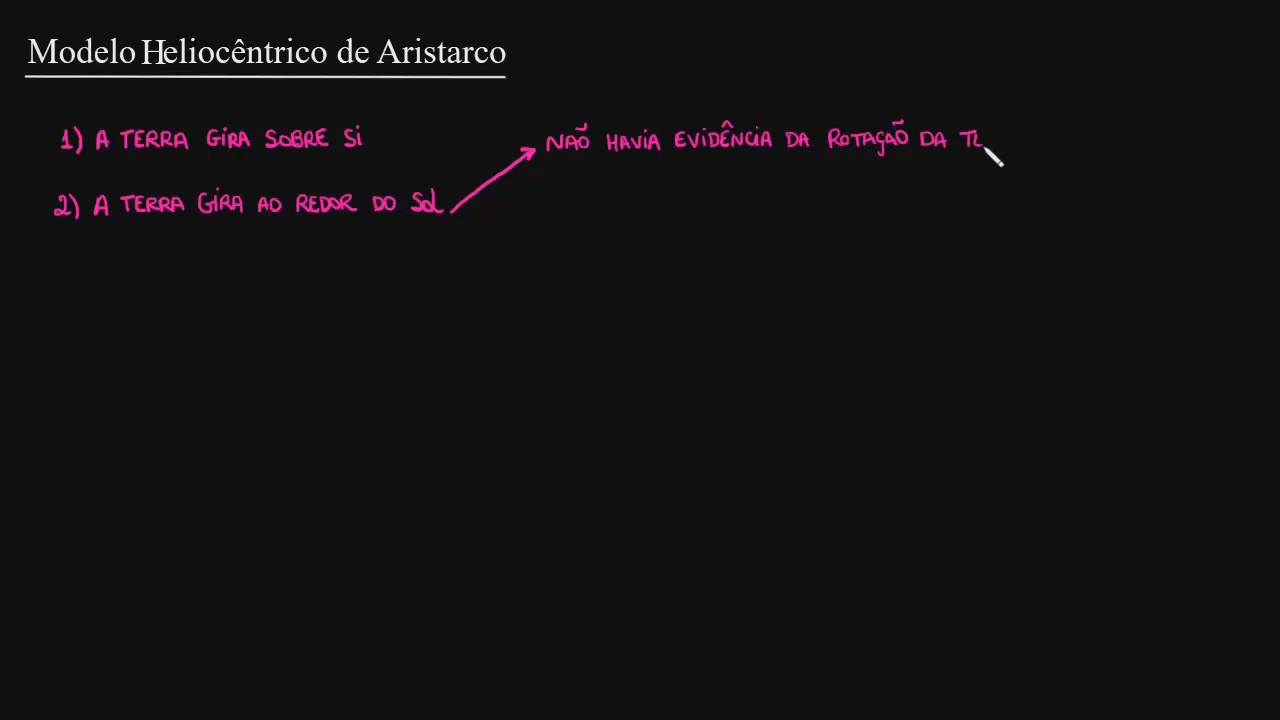 Modelo Heliocêntrico de Aristarco
1) A TERRA GIRA SOBRE SI
NÃO HAVIA EVIDÊNCIA DA ROTAÇÃO DA
2) A TERRA GIRA AO REDOR DO SOL